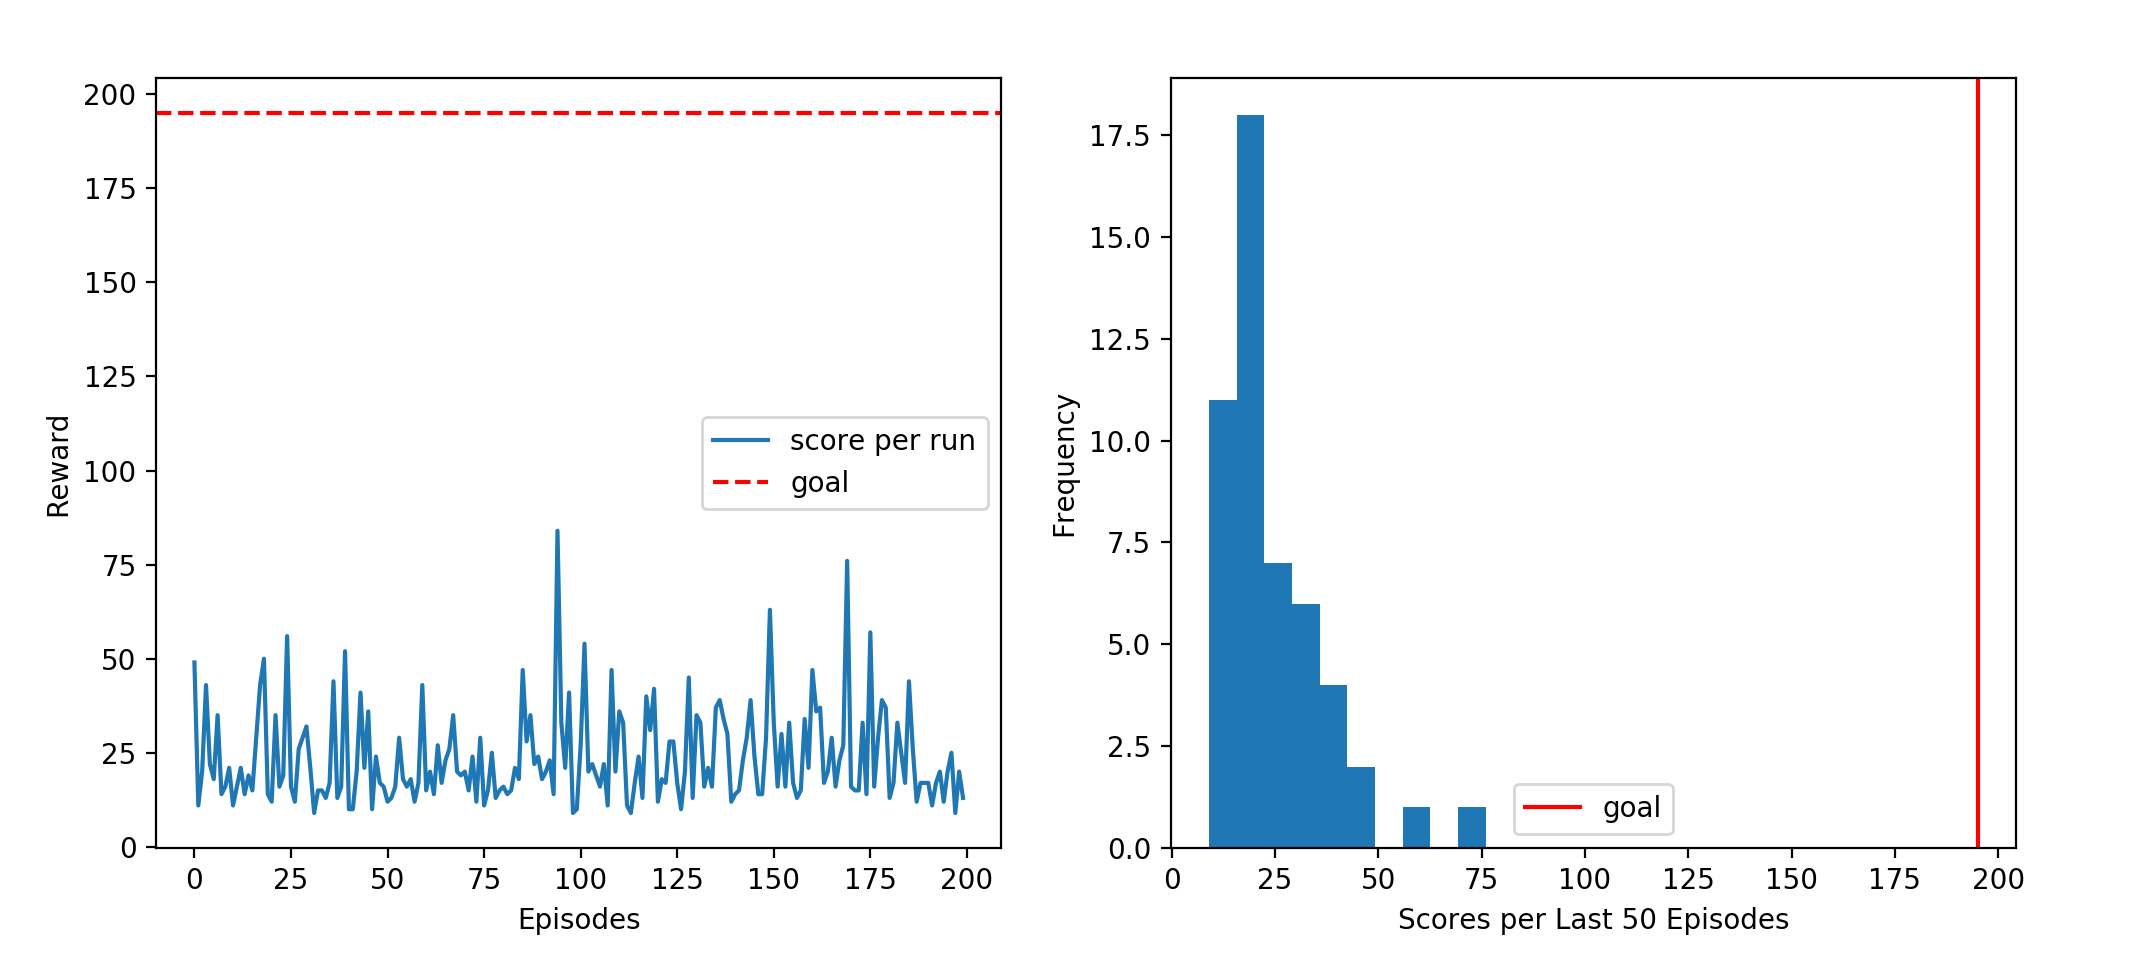 200
175
150
125
100
75
50
25
0
Reward
score per run
goal
0 25 50 75 100 125 150 175 200
Episodes
17.5
15.0
12.5
10.0
7.5
5.0
2.5
0.0
Frequency
goal
0 25 50 75 100 125 150 175 200
Scores per Last 50 Episodes